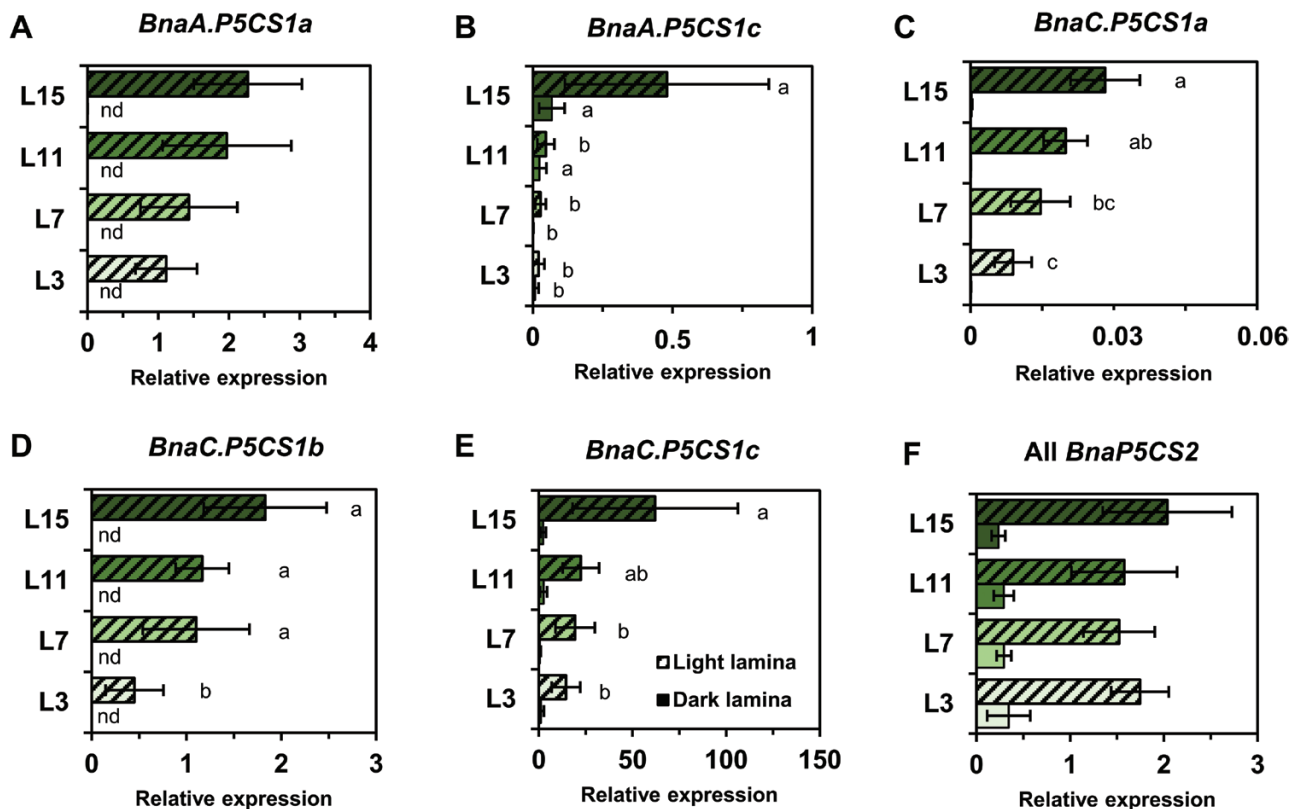 A
BnaA.P5CS1a
L15
nd
L11
nd
L7
nd
L3
nd
0 1 2 3 4
Relative expression
B
BnaA.P5CS1c
L15
a
a
L11
b
a
L7
b
b
L3
b
b
0 0.5 1
Relative expression
C
BnaC.P5CS1a
L15
a
L11
ab
L7
bc
L3
c
0 0.03 0.06
Relative expression
D
BnaC.P5CS1b
L15
a
nd
L11
a
nd
L7
a
nd
L3
b
nd
0 1 2 3
Relative expression
E
BnaC.P5CS1c
L15
a
L11
ab
L7
b
L3
b
Light lamina
Dark lamina
0 50 100 150
Relative expression
F
All BnaP5CS2
L15
L11
L7
L3
0 1 2 3
Relative expression